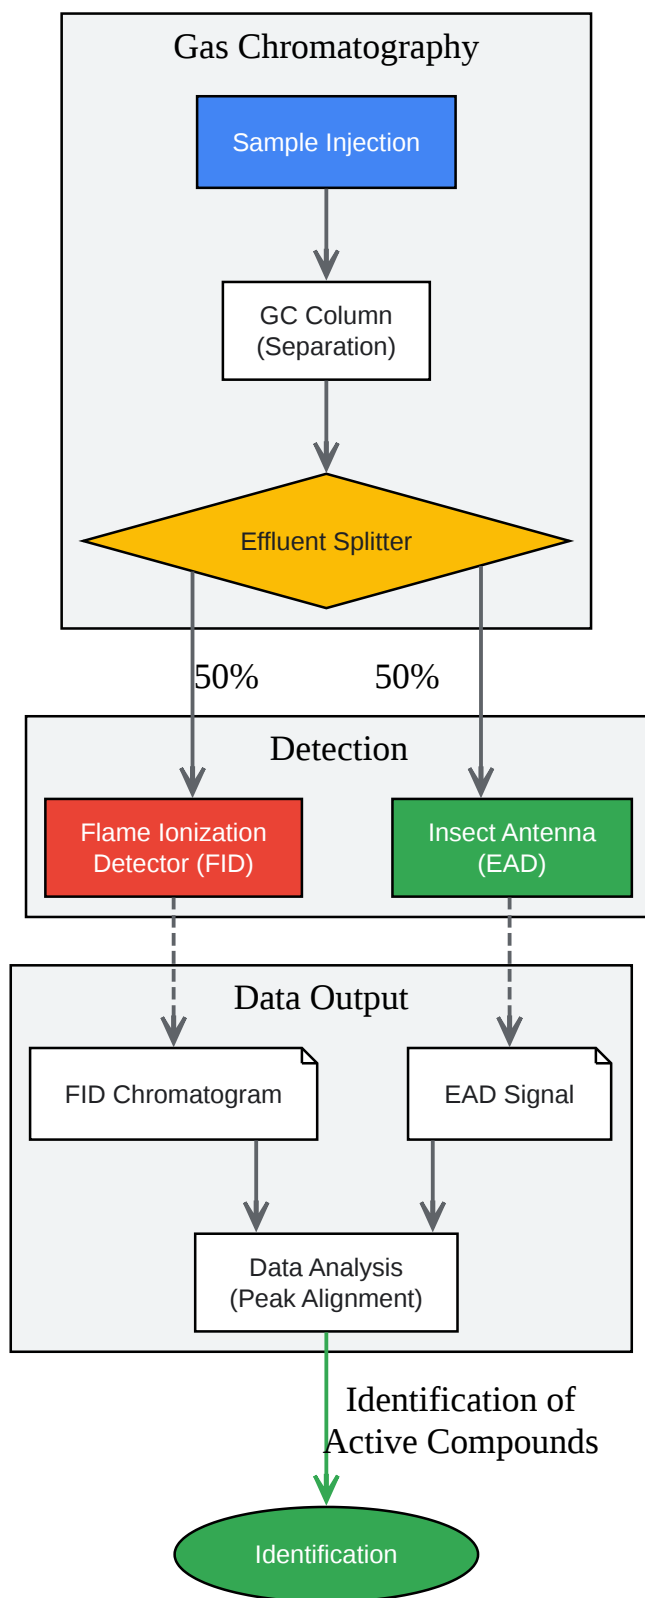 Gas Chromatography
Sample Injection
GC Column
(Separation)
Effluent Splitter
50%
50%
Detection
Flame Ionization
Detector (FID)
Insect Antenna
(EAD)
Data Output
FID Chromatogram
EAD Signal
Data Analysis
(Peak Alignment)
Identification of
Active Compounds
Identification